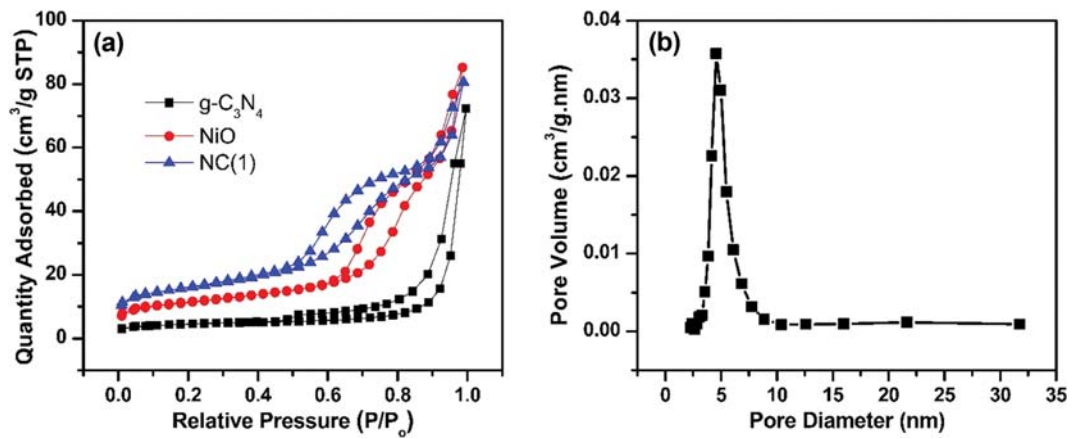 (a)
Quantity Adsorbed (cm³/g STP)
100
80
60
40
20
0
g-C₃N₄
NiO
NC(1)
0.0 0.2 0.4 0.6 0.8 1.0
Relative Pressure (P/Pₒ)
(b)
Pore Volume (cm³/g.nm)
0.04
0.03
0.02
0.01
0.00
0 5 10 15 20 25 30 35
Pore Diameter (nm)